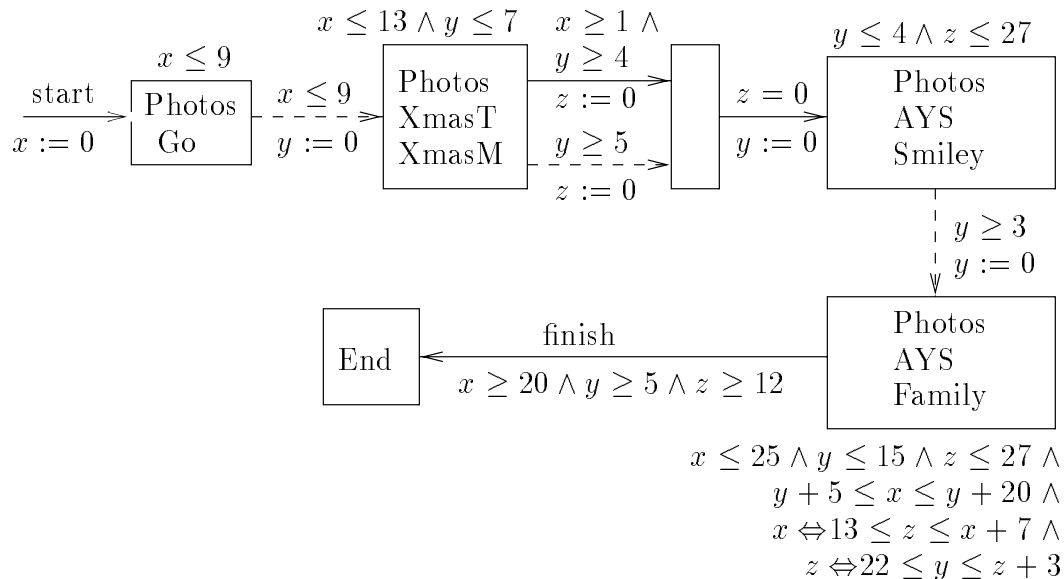 x ≤ 13 ∧ y ≤ 7
x ≥ 1 ∧
y ≤ 4 ∧ z ≤ 27
x ≤ 9
start
x := 0
Photos
Go
x ≤ 9
y := 0
Photos
XmasT
XmasM
y ≥ 4
z := 0
y ≥ 5
z := 0
z = 0
y := 0
Photos
AYS
Smiley
y ≥ 3
y := 0
Photos
AYS
Family
finish
x ≥ 20 ∧ y ≥ 5 ∧ z ≥ 12
End
x ≤ 25 ∧ y ≤ 15 ∧ z ≤ 27 ∧
y + 5 ≤ x ≤ y + 20 ∧
x ⇔13 ≤ z ≤ x + 7 ∧
z ⇔22 ≤ y ≤ z + 3